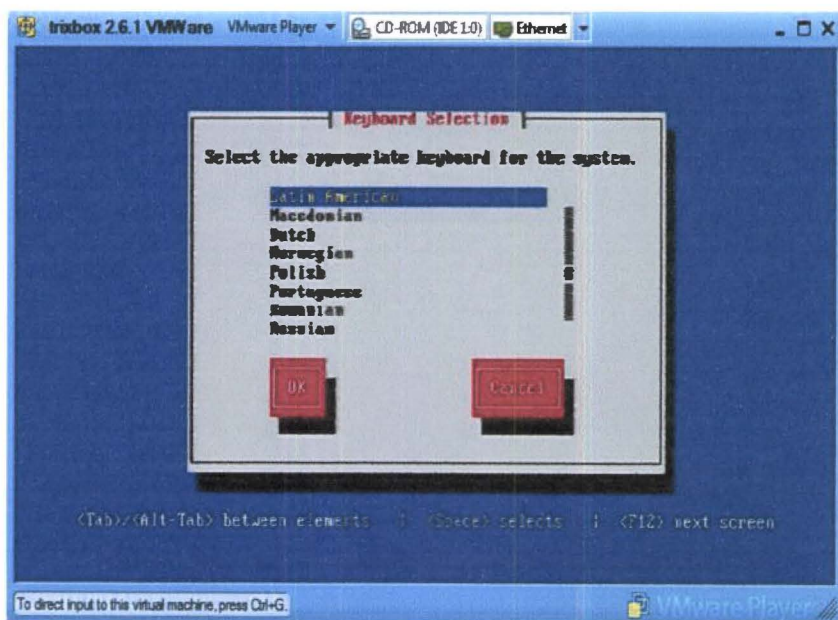 trixbox 2.6.1 VMWare VMware Player CD-ROM (IDE 1:0) Ethernet
Keyboard Selection
Select the appropriate keyboard for the system.
Latin American
Macedonian
Dutch
Norwegian
Polish
Portuguese
Romanian
Russian
OK Cancel
<Tab>/<Alt-Tab> between elements | <Space> selects | <F12> next screen
To direct input to this virtual machine, press Ctrl+G.
VMware Player